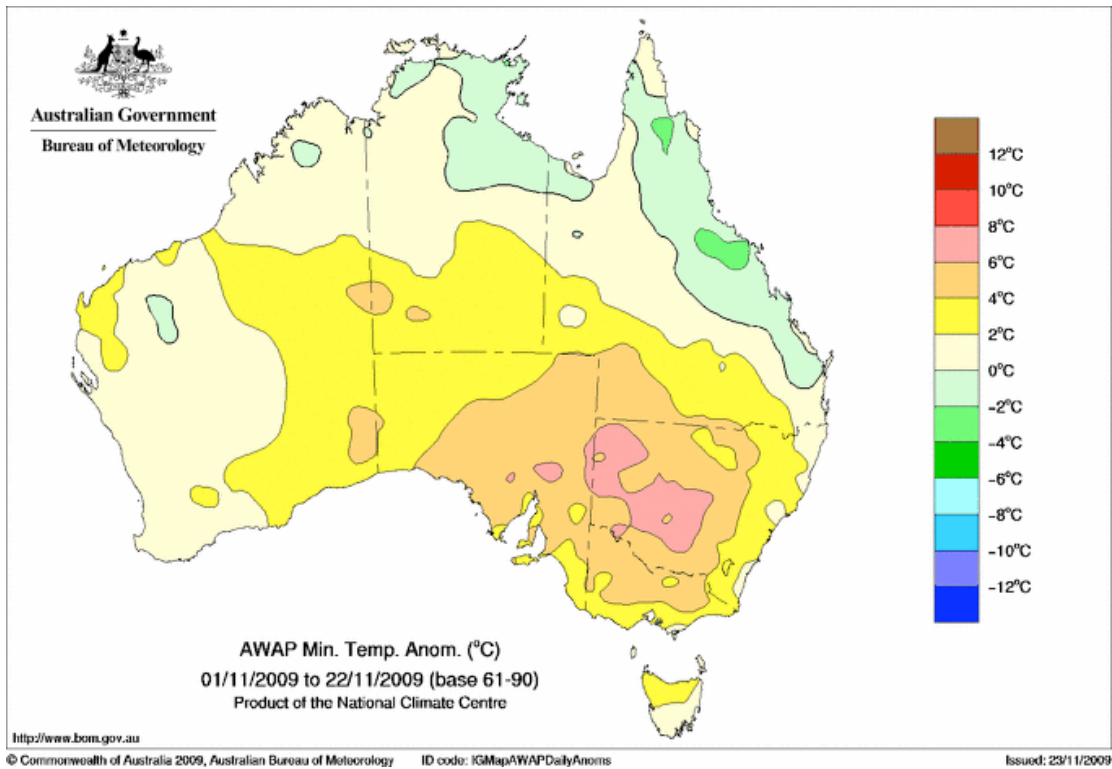 Australian Government
Bureau of Meteorology
12°C
10°C
8°C
6°C
4°C
2°C
0°C
-2°C
-4°C
-6°C
-8°C
-10°C
-12°C
AWAP Min. Temp. Anom. (°C)
01/11/2009 to 22/11/2009 (base 61-90)
Product of the National Climate Centre
http://www.bom.gov.au
© Commonwealth of Australia 2009, Australian Bureau of Meteorology ID code: IGMapAWAPDailyAnoms Issued: 23/11/2009